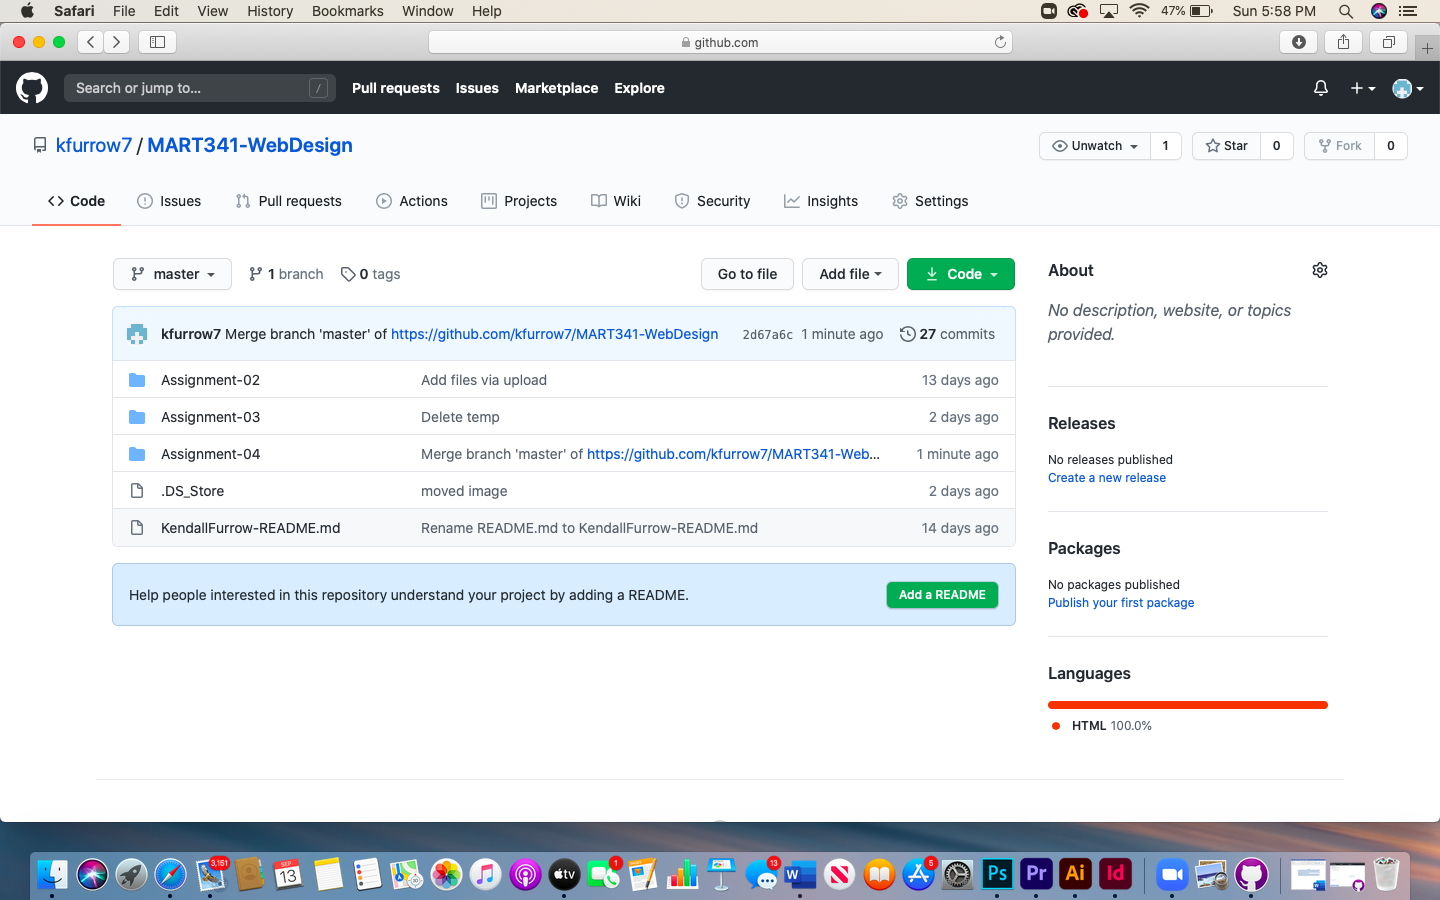 Safari File Edit View History Bookmarks Window Help 47% Sun 5:58 PM
github.com
Search or jump to... / Pull requests Issues Marketplace Explore
kfurrow7 / MART341-WebDesign Unwatch 1 Star 0 Fork 0
Code Issues Pull requests Actions Projects Wiki Security Insights Settings
master 1 branch 0 tags Go to file Add file Code
kfurrow7 Merge branch 'master' of https://github.com/kfurrow7/MART341-WebDesign 2d67a6c 1 minute ago 27 commits
Assignment-02 Add files via upload 13 days ago
Assignment-03 Delete temp 2 days ago
Assignment-04 Merge branch 'master' of https://github.com/kfurrow7/MART341-Web... 1 minute ago
.DS_Store moved image 2 days ago
KendallFurrow-README.md Rename README.md to KendallFurrow-README.md 14 days ago
Help people interested in this repository understand your project by adding a README. Add a README
About
No description, website, or topics
provided.
Releases
No releases published
Create a new release
Packages
No packages published
Publish your first package
Languages
HTML 100.0%
3,151 SEP 13 tv 1 13 W 5 Ps Pr Ai Id